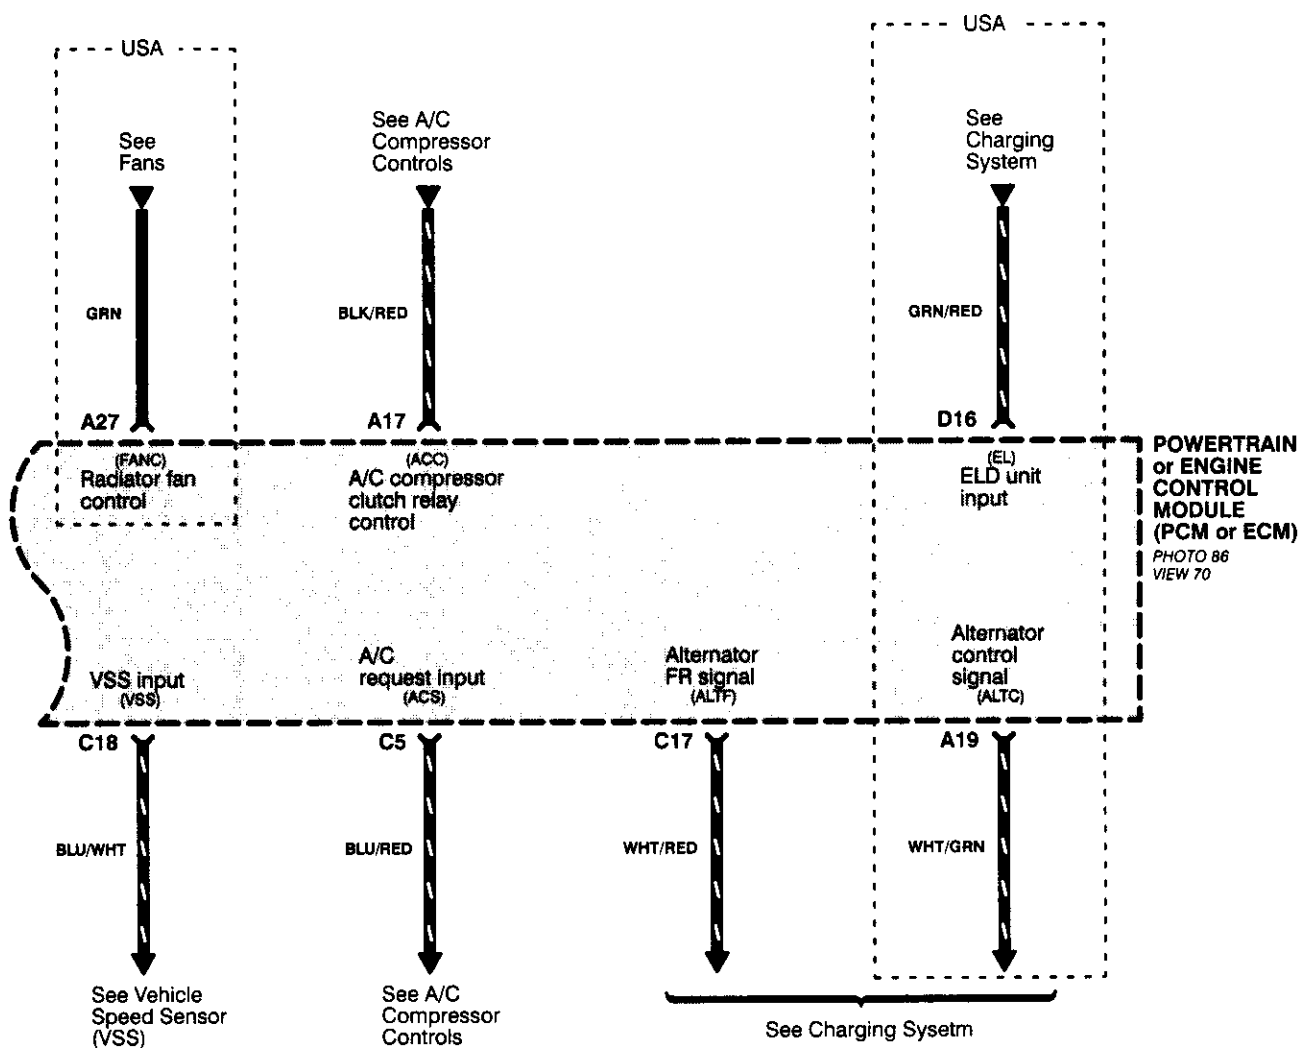 USA
USA
See
Fans
See A/C
Compressor
Controls
See
Charging
System
GRN
BLK/RED
GRN/RED
A27
A17
D16
(FANC)
Radiator fan
control
(ACC)
A/C compressor
clutch relay
control
(EL)
ELD unit
input
POWERTRAIN
or ENGINE
CONTROL
MODULE
(PCM or ECM)
PHOTO 86
VIEW 70
VSS input
(VSS)
A/C
request input
(ACS)
Alternator
FR signal
(ALTF)
Alternator
control
signal
(ALTC)
C18
C5
C17
A19
BLU/WHT
BLU/RED
WHT/RED
WHT/GRN
See Vehicle
Speed Sensor
(VSS)
See A/C
Compressor
Controls
See Charging Sysetm